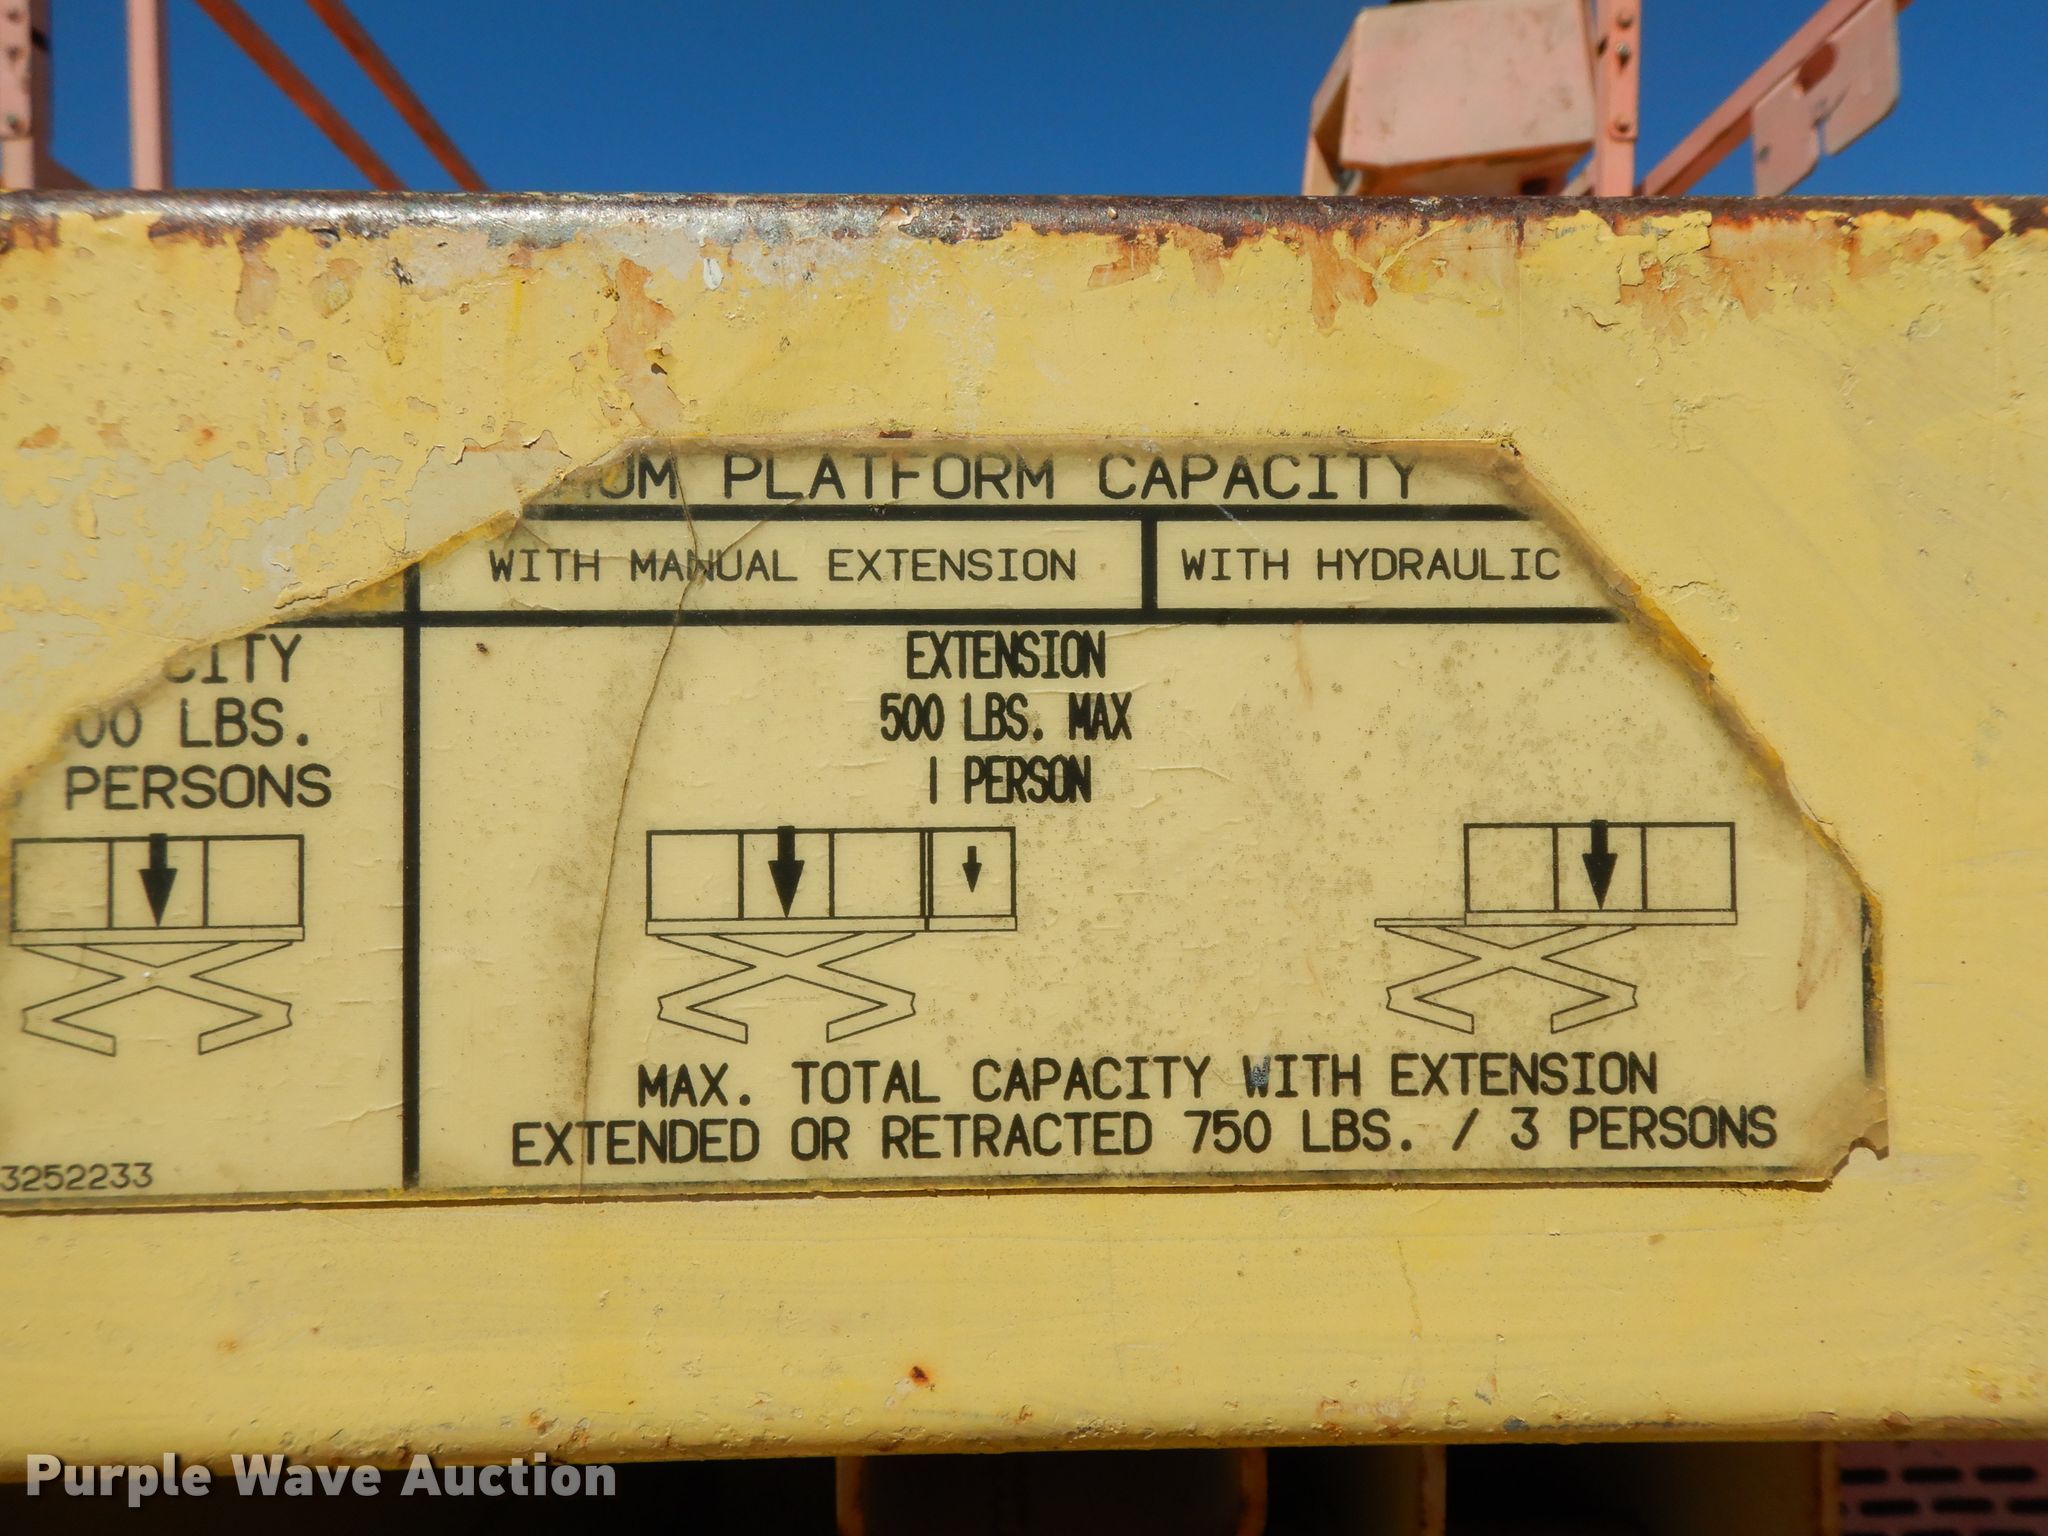 PLATFORM CAPACITY
WITH MANUAL EXTENSION
WITH HYDRAULIC
LBS.
PERSONS
EXTENSION
500 LBS. MAX
1 PERSON
MAX. TOTAL CAPACITY WITH EXTENSION
EXTENDED OR RETRACTED 750 LBS. / 3 PERSONS
3252233
Purple Wave Auction